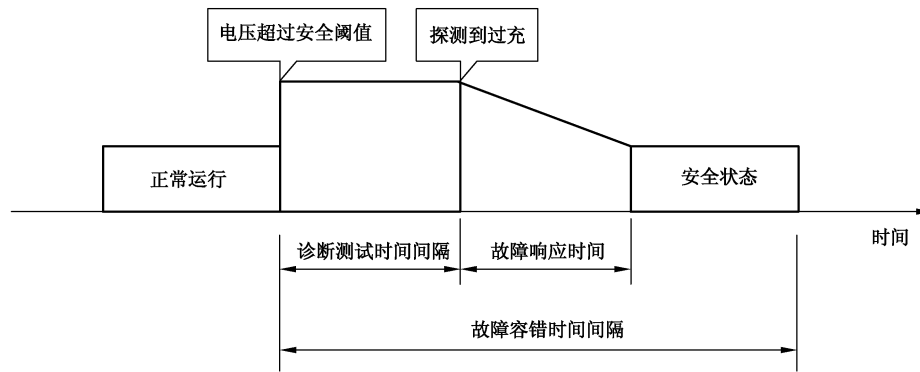 电压超过安全阈值
探测到过充
正常运行
安全状态
时间
诊断测试时间间隔
故障响应时间
故障容错时间间隔